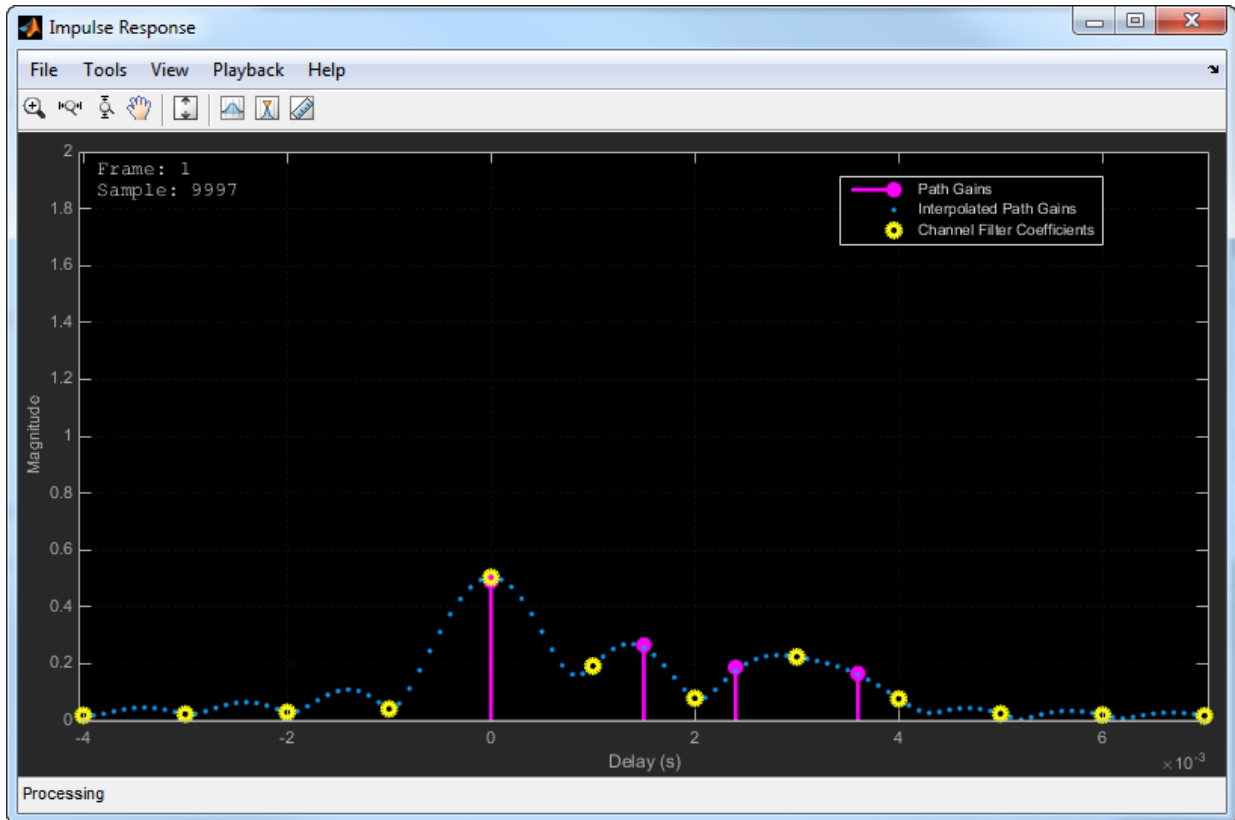 Impulse Response
File Tools View Playback Help
Frame: 1
Sample: 9997
Path Gains
Interpolated Path Gains
Channel Filter Coefficients
2
1.8
1.6
1.4
1.2
1
0.8
0.6
0.4
0.2
0
Magnitude
-4 -2 0 2 4 6
Delay (s)
×10⁻³
Processing